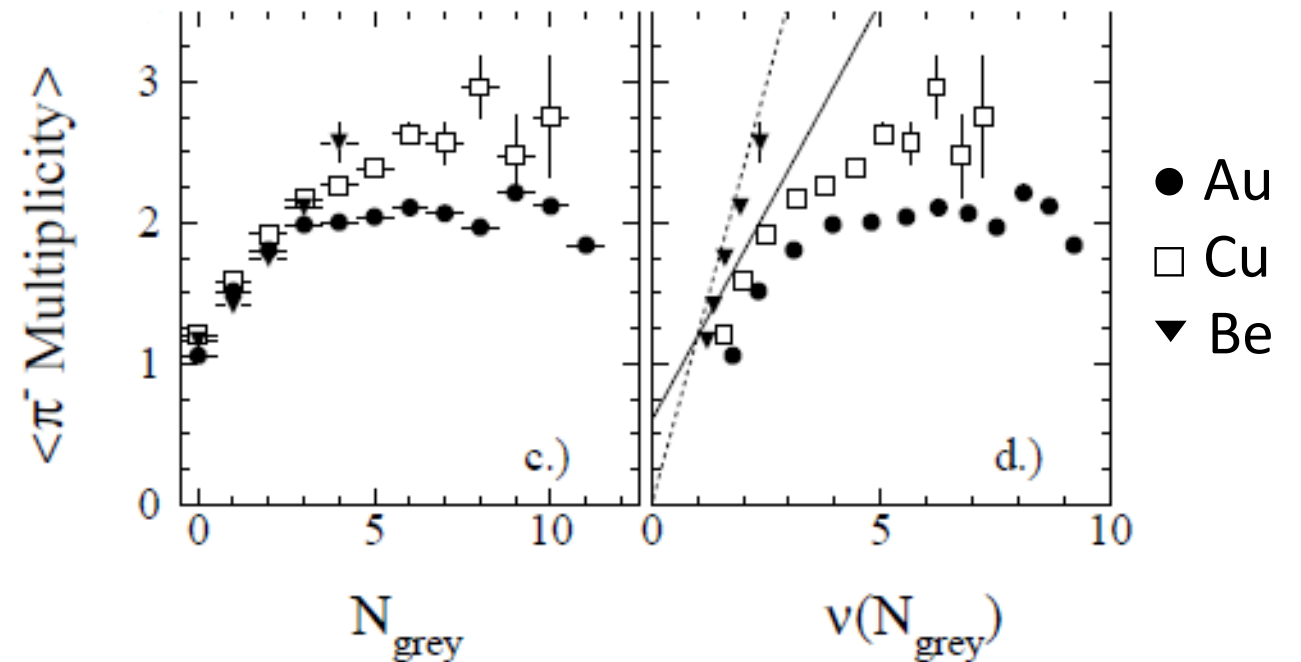 <π⁻ Multiplicity>
3
2
1
0
0 5 10
N_grey
c.)
0 5 10
ν(N_grey)
d.)
Au
Cu
Be